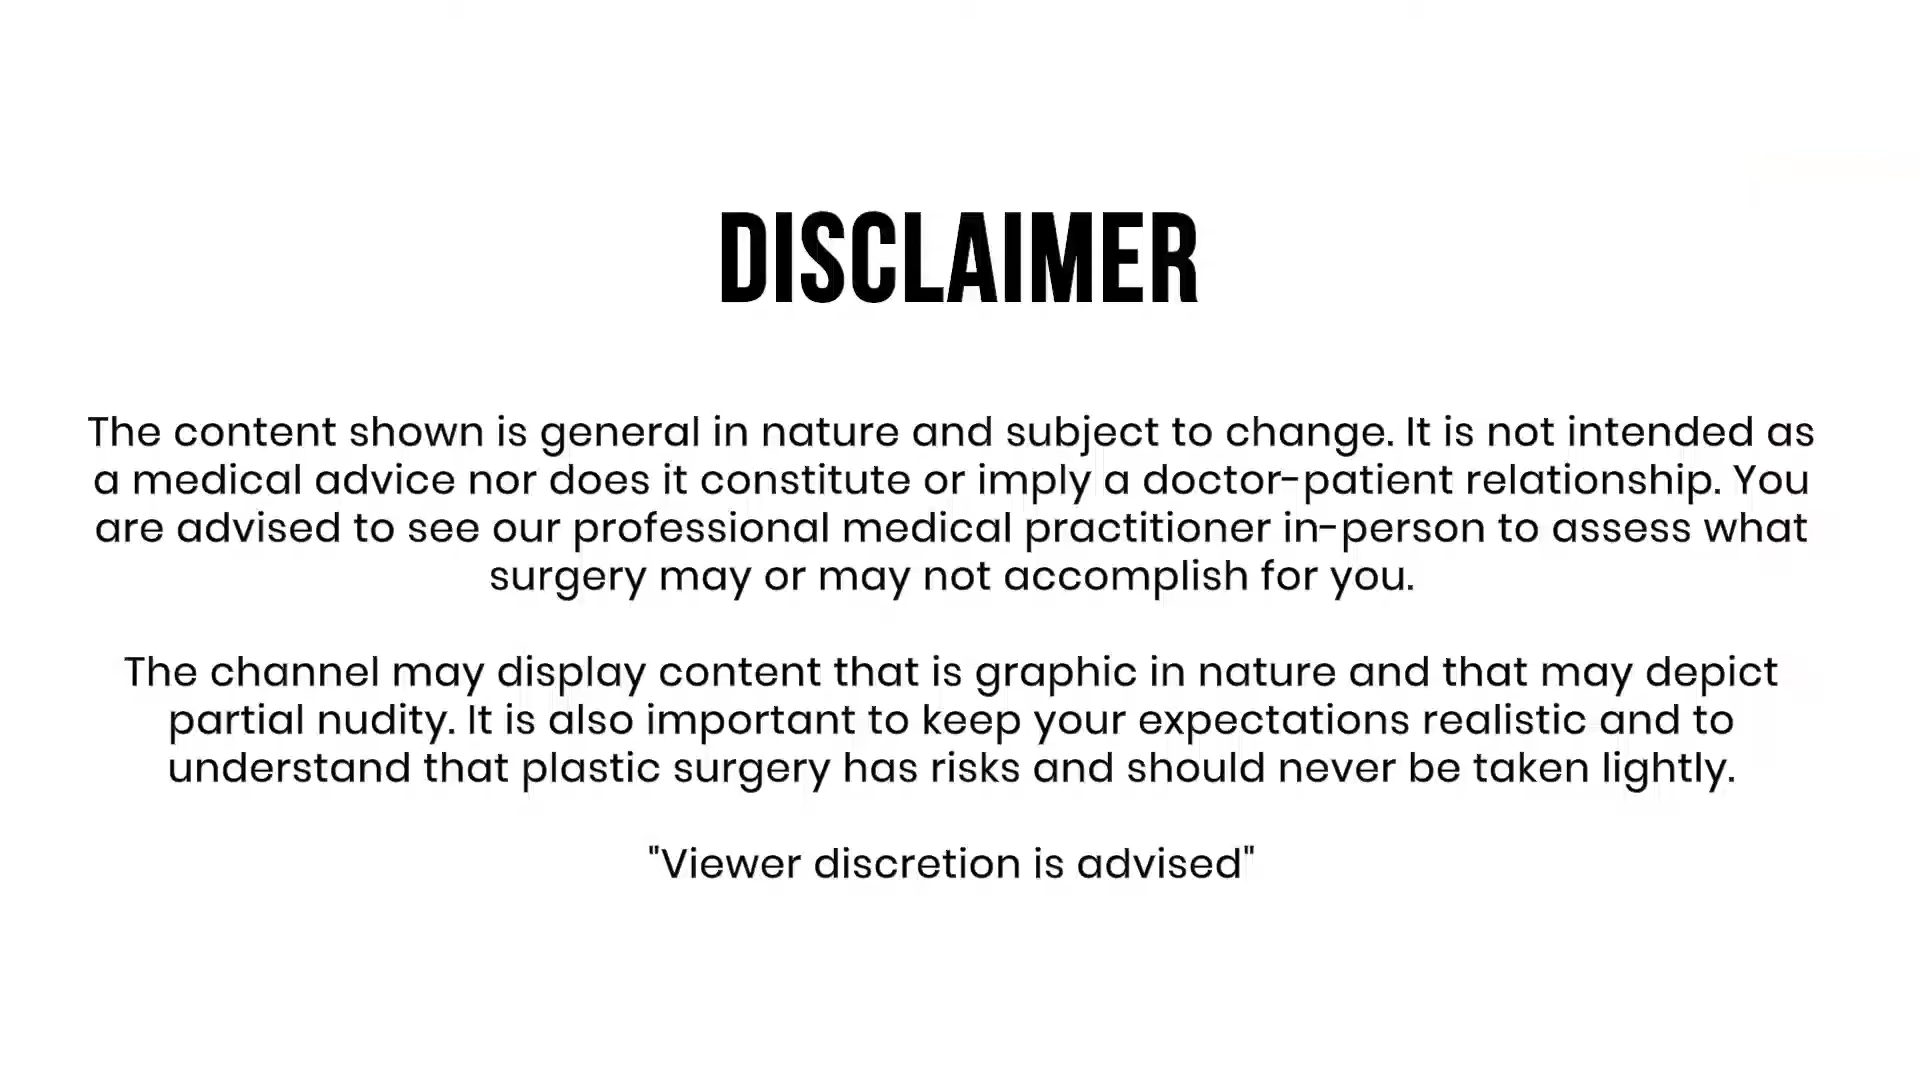 DISCLAIMER
The content shown is general in nature and subject to change. It is not intended as
a medical advice nor does it constitute or imply a doctor-patient relationship. You
are advised to see our professional medical practitioner in-person to assess what
surgery may or may not accomplish for you.
The channel may display content that is graphic in nature and that may depict
partial nudity. It is also important to keep your expectations realistic and to
understand that plastic surgery has risks and should never be taken lightly.
"Viewer discretion is advised"